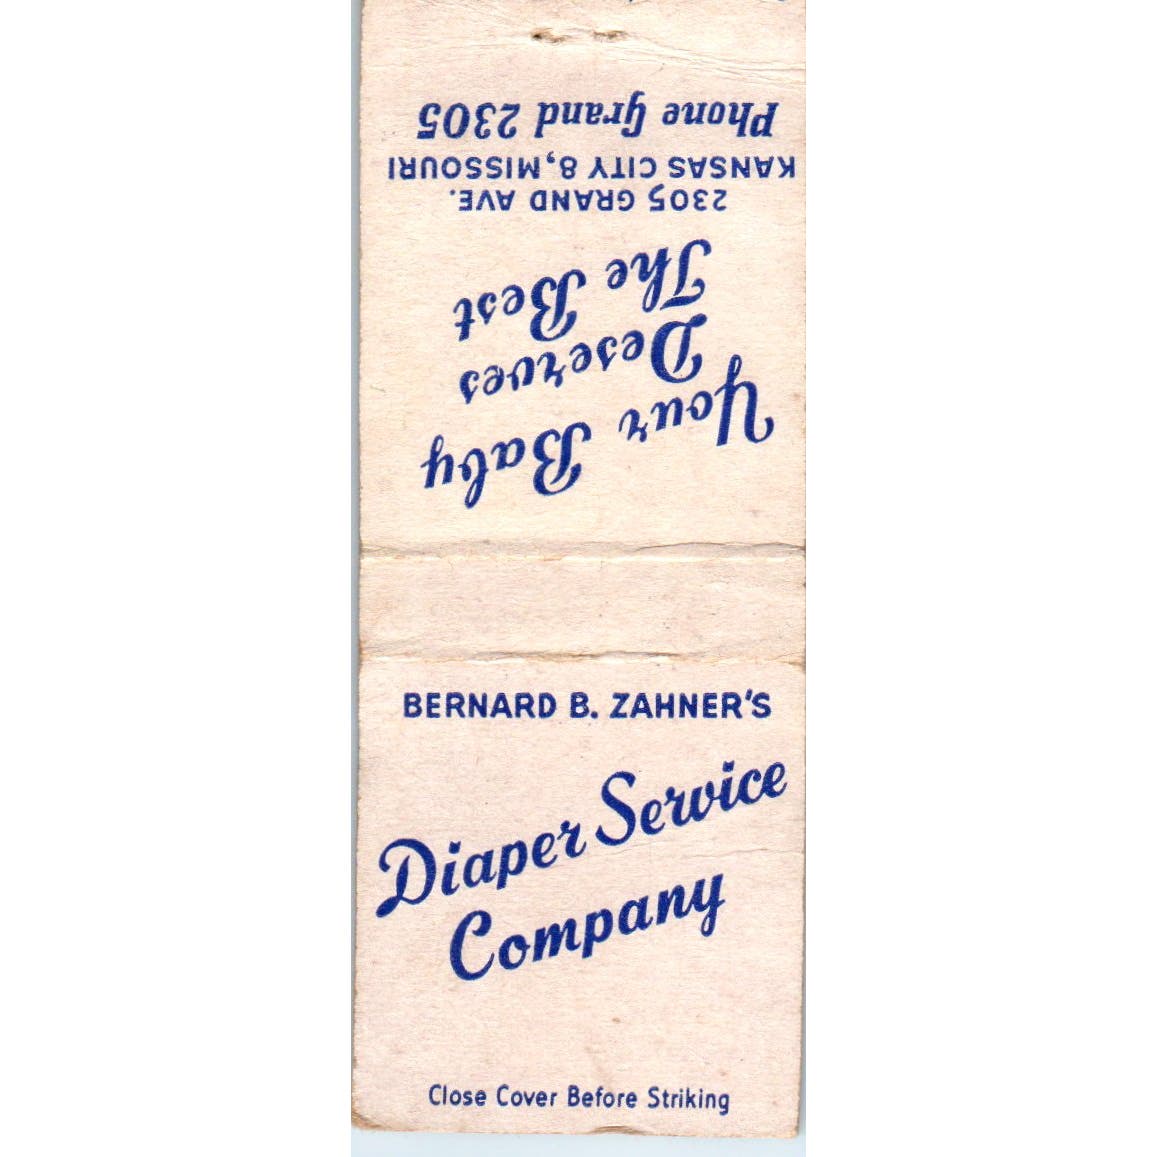 Your Baby
Deserves
The Best
2305 GRAND AVE.
KANSAS CITY 8, MISSOURI
Phone Grand 2305
BERNARD B. ZAHNER'S
Diaper Service
Company
Close Cover Before Striking